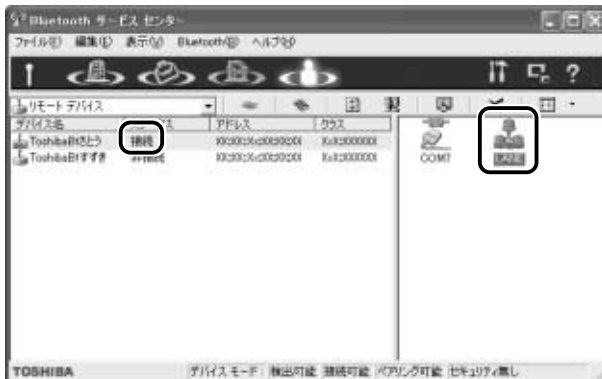 Bluetooth サービス センター
ファイル(F) 編集(E) 表示(V) Bluetooth(B) ヘルプ(H)
?
リモート デバイス
デバイス名 アドレス クラス
ToshibaBtさとう 接続
ToshibaBtすずき 非接続
COM7
TOSHIBA デバイス モード: 検出可能 接続可能 ペアリング可能 セキュリティ無し